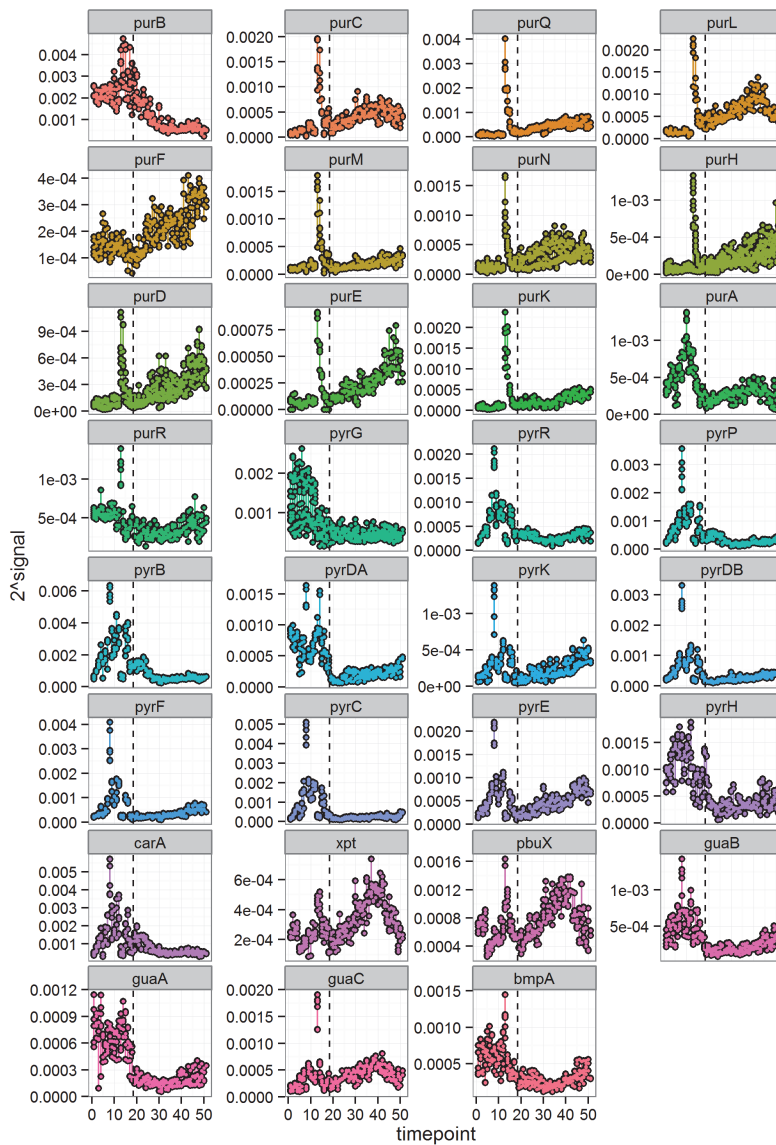 purB purC purQ purL
0.004 0.0020 0.004 0.0020
0.003 0.0015 0.003 0.0015
0.002 0.0010 0.002 0.0010
0.001 0.0005 0.001 0.0005
0.0000 0.000 0.0000
purF purM purN purH
4e-04 0.0015 0.0015 1e-03
3e-04 0.0010 0.0010 5e-04
2e-04 0.0005 0.0005 0e+00
1e-04 0.0000 0.0000
purD purE purK purA
9e-04 0.00075 0.0020 1e-03
6e-04 0.00050 0.0015 5e-04
3e-04 0.00025 0.0010 0e+00
0e+00 0.00000 0.0005
0.0000
purR pyrG pyrR pyrP
1e-03 0.002 0.0020 0.003
5e-04 0.001 0.0015 0.002
0.0010 0.001
0.0005 0.000
0.0000
2^signal
pyrB pyrDA pyrK pyrDB
0.006 0.0015 1e-03 0.003
0.004 0.0010 5e-04 0.002
0.002 0.0005 0e+00 0.001
0.000 0.0000 0.000
pyrF pyrC pyrE pyrH
0.004 0.005 0.0020 0.0015
0.003 0.004 0.0015 0.0010
0.002 0.003 0.0010 0.0005
0.001 0.002 0.0005 0.0000
0.000 0.001 0.0000
0.000
carA xpt pbuX guaB
0.005 6e-04 0.0016 1e-03
0.004 4e-04 0.0012 5e-04
0.003 2e-04 0.0008
0.002 0.0004
0.001
guaA guaC bmpA
0.0012 0.0020 0.0015
0.0009 0.0015 0.0010
0.0006 0.0010 0.0005
0.0003 0.0005
0.0000 0.0000
0 10 20 30 40 50 0 10 20 30 40 50 0 10 20 30 40 50
timepoint